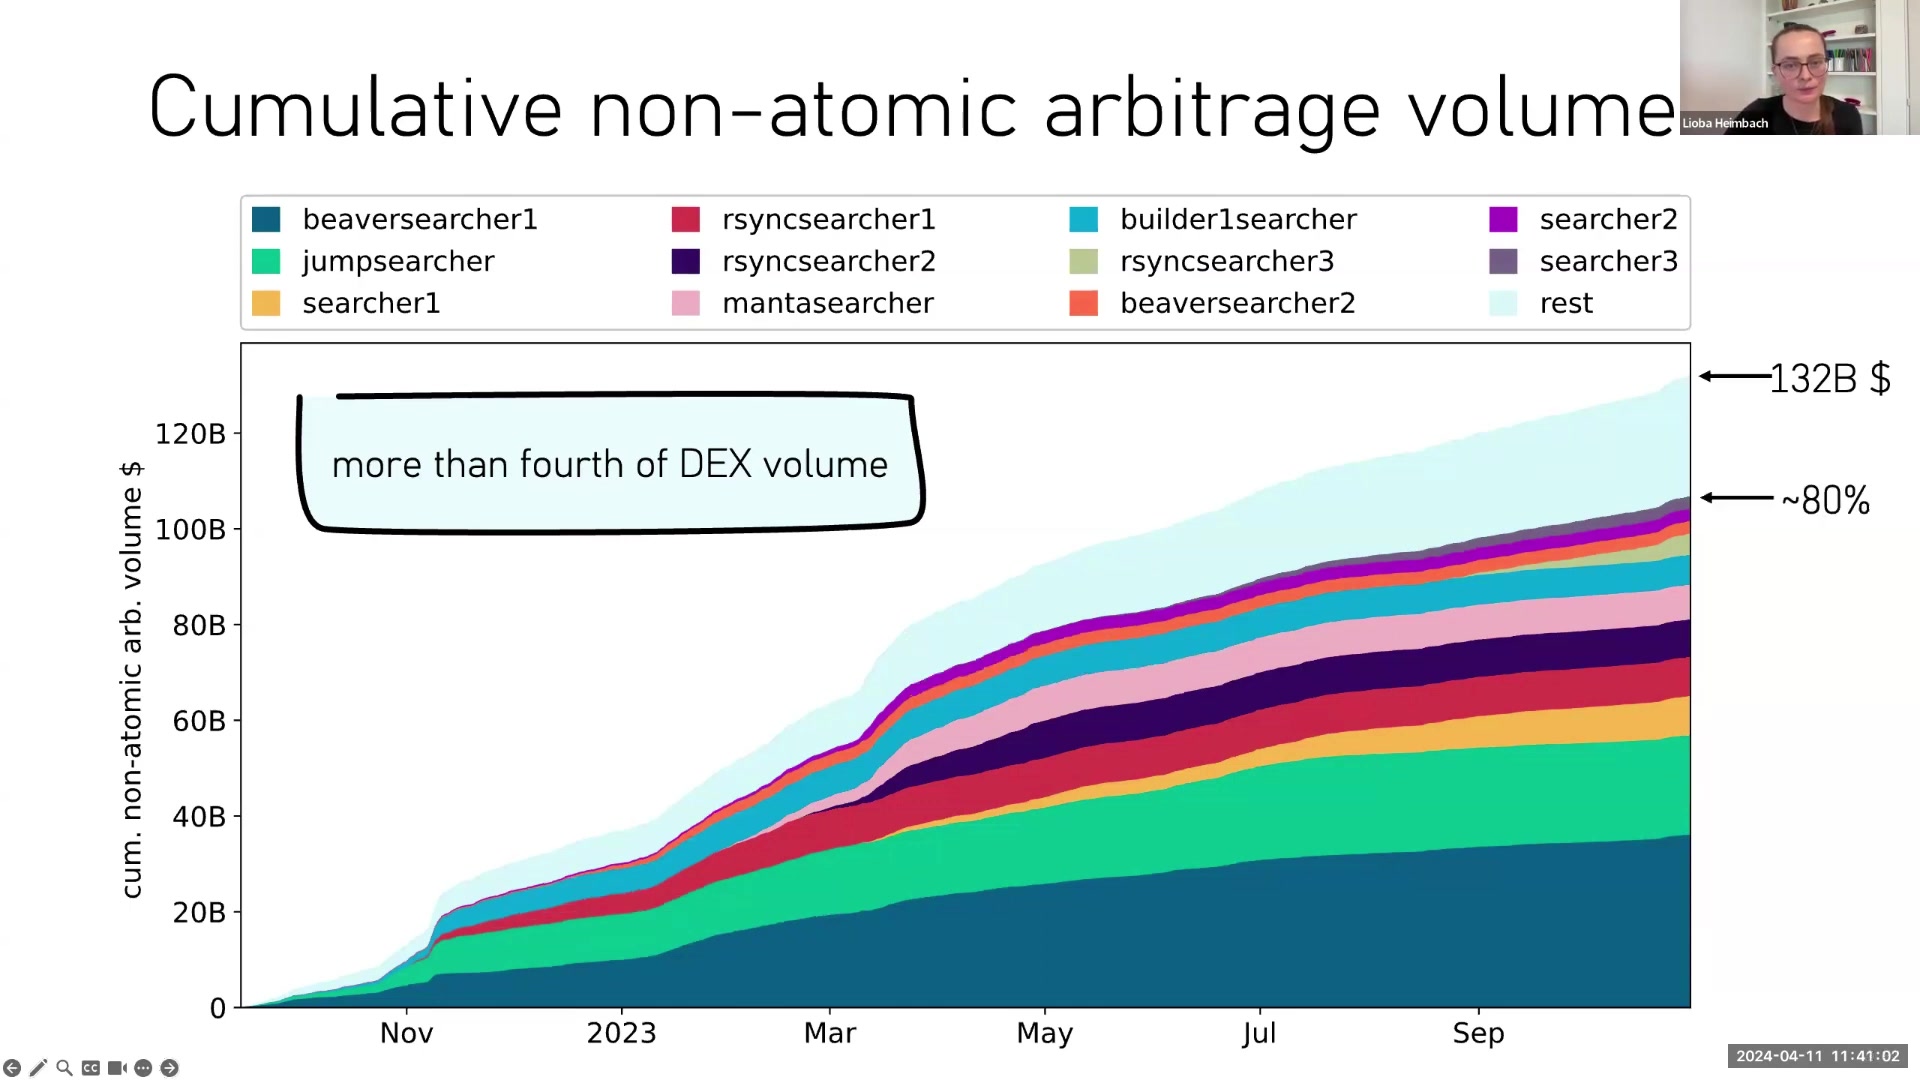 Cumulative non-atomic arbitrage volume
Lioba Heimbach
beaversearcher1 rsyncsearcher1 builder1searcher searcher2
jumpsearcher rsyncsearcher2 rsyncsearcher3 searcher3
searcher1 mantasearcher beaversearcher2 rest
132B $
more than fourth of DEX volume
~80%
cum. non-atomic arb. volume $
120B
100B
80B
60B
40B
20B
0
Nov 2023 Mar May Jul Sep
CC
2024-04-11 11:41:02